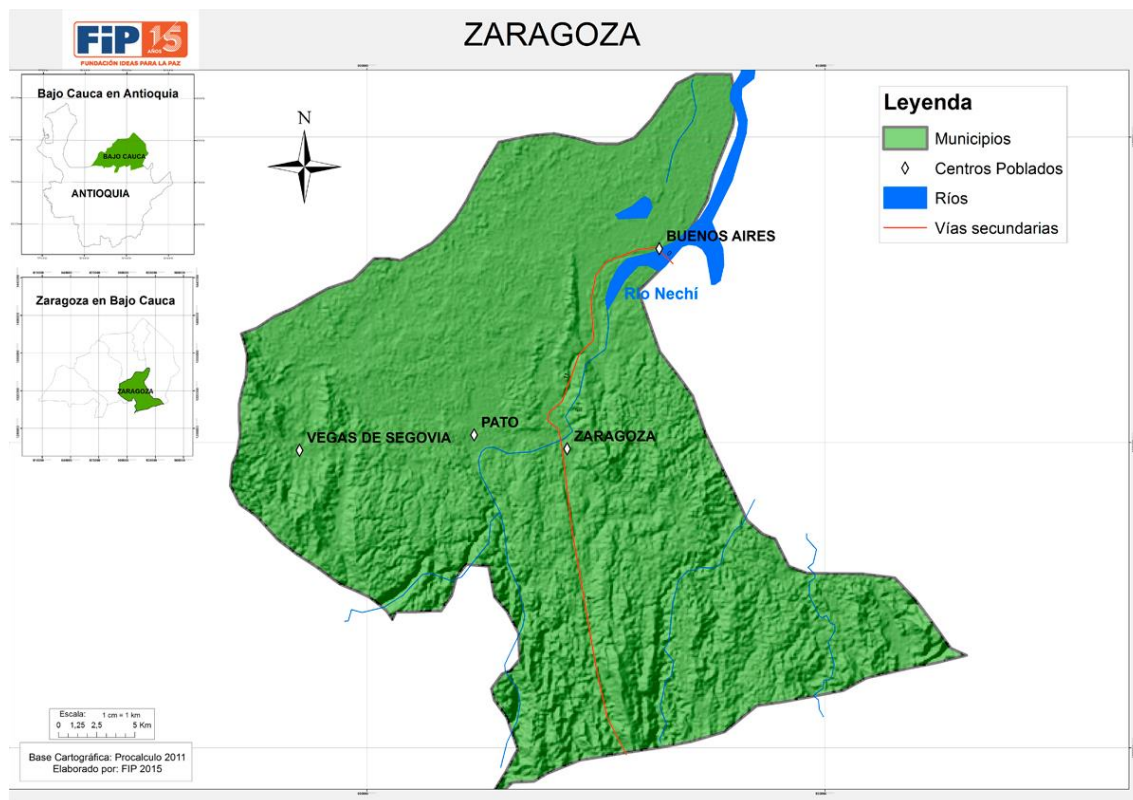 ZARAGOZA
FiP 15
AÑOS
FUNDACIÓN IDEAS PARA LA PAZ
Bajo Cauca en Antioquia
BAJO CAUCA
ANTIOQUIA
Zaragoza en Bajo Cauca
ZARAGOZA
N
Leyenda
Municipios
Centros Poblados
Ríos
Vías secundarias
BUENOS AIRES
Río Nechí
PATO
VEGAS DE SEGOVIA
ZARAGOZA
Escala: 1 cm = 1 km
0 1,25 2,5 5 Km
Base Cartográfica: Procalculo 2011
Elaborado por: FIP 2015